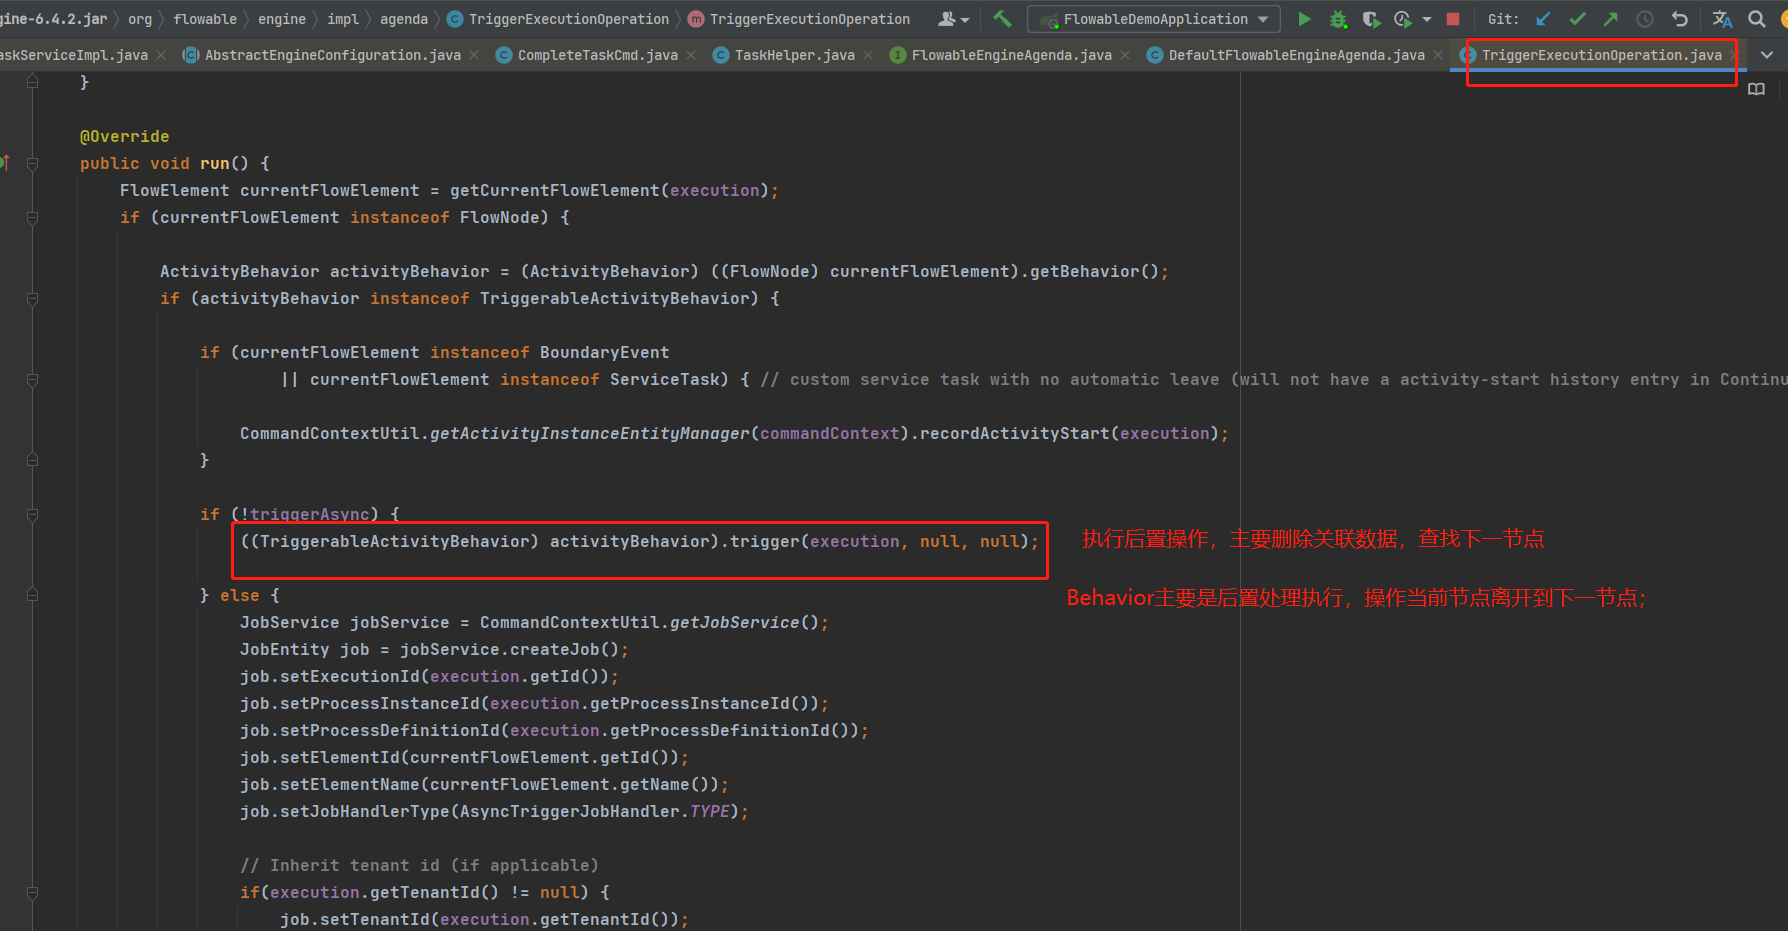 gine-6.4.2.jar org flowable engine impl agenda TriggerExecutionOperation TriggerExecutionOperation FlowableDemoApplication Git:
askServiceImpl.java AbstractEngineConfiguration.java CompleteTaskCmd.java TaskHelper.java FlowableEngineAgenda.java DefaultFlowableEngineAgenda.java TriggerExecutionOperation.java
}
@Override
public void run() {
FlowElement currentFlowElement = getCurrentFlowElement(execution);
if (currentFlowElement instanceof FlowNode) {
ActivityBehavior activityBehavior = (ActivityBehavior) ((FlowNode) currentFlowElement).getBehavior();
if (activityBehavior instanceof TriggerableActivityBehavior) {
if (currentFlowElement instanceof BoundaryEvent
|| currentFlowElement instanceof ServiceTask) { // custom service task with no automatic leave (will not have a activity-start history entry in Continu
CommandContextUtil.getActivityInstanceEntityManager(commandContext).recordActivityStart(execution);
}
if (!triggerAsync) {
((TriggerableActivityBehavior) activityBehavior).trigger(execution, null, null); 执行后置操作，主要删除关联数据，查找下一节点
} else { Behavior主要是后置处理执行，操作当前节点离开到下一节点；
JobService jobService = CommandContextUtil.getJobService();
JobEntity job = jobService.createJob();
job.setExecutionId(execution.getId());
job.setProcessInstanceId(execution.getProcessInstanceId());
job.setProcessDefinitionId(execution.getProcessDefinitionId());
job.setElementId(currentFlowElement.getId());
job.setElementName(currentFlowElement.getName());
job.setJobHandlerType(AsyncTriggerJobHandler.TYPE);
// Inherit tenant id (if applicable)
if(execution.getTenantId() != null) {
job.setTenantId(execution.getTenantId());